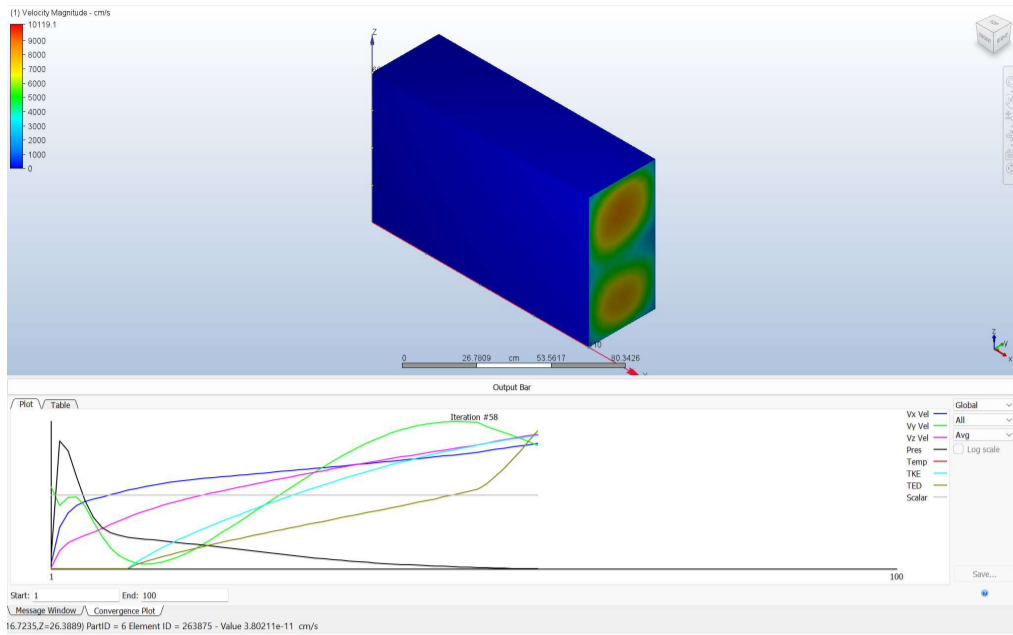 (1) Velocity Magnitude - cm/s
10119.1
9000
8000
7000
6000
5000
4000
3000
2000
1000
0
Z
TOP
0 26.7809 cm 53.5617 80.3426
Z
Y
X
Output Bar
Plot Table
Iteration #58
Vx Vel
Vy Vel
Vz Vel
Pres
Temp
TKE
TED
Scalar
Global
All
Avg
Log scale
1 100
Save...
Start: 1 End: 100
Message Window Convergence Plot
16.7235,Z=26.3889) PartID = 6 Element ID = 263875 - Value 3.80211e-11 cm/s